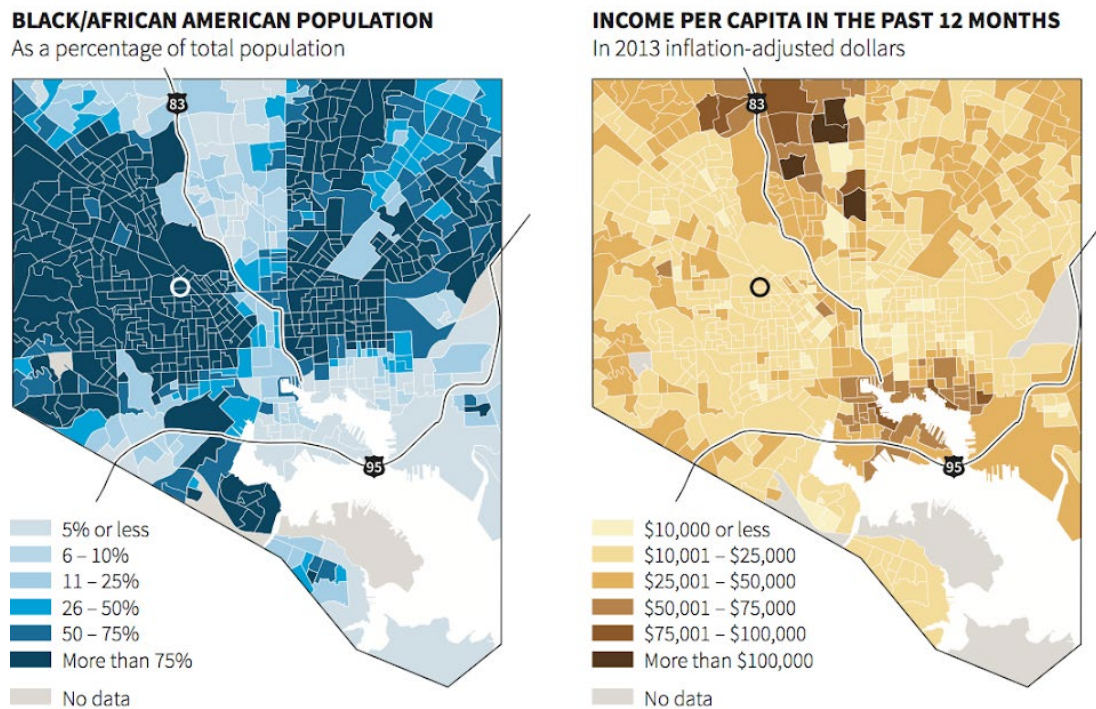 BLACK/AFRICAN AMERICAN POPULATION
As a percentage of total population
83
95
5% or less
6 – 10%
11 – 25%
26 – 50%
50 – 75%
More than 75%
No data
INCOME PER CAPITA IN THE PAST 12 MONTHS
In 2013 inflation-adjusted dollars
83
95
$10,000 or less
$10,001 – $25,000
$25,001 – $50,000
$50,001 – $75,000
$75,001 – $100,000
More than $100,000
No data